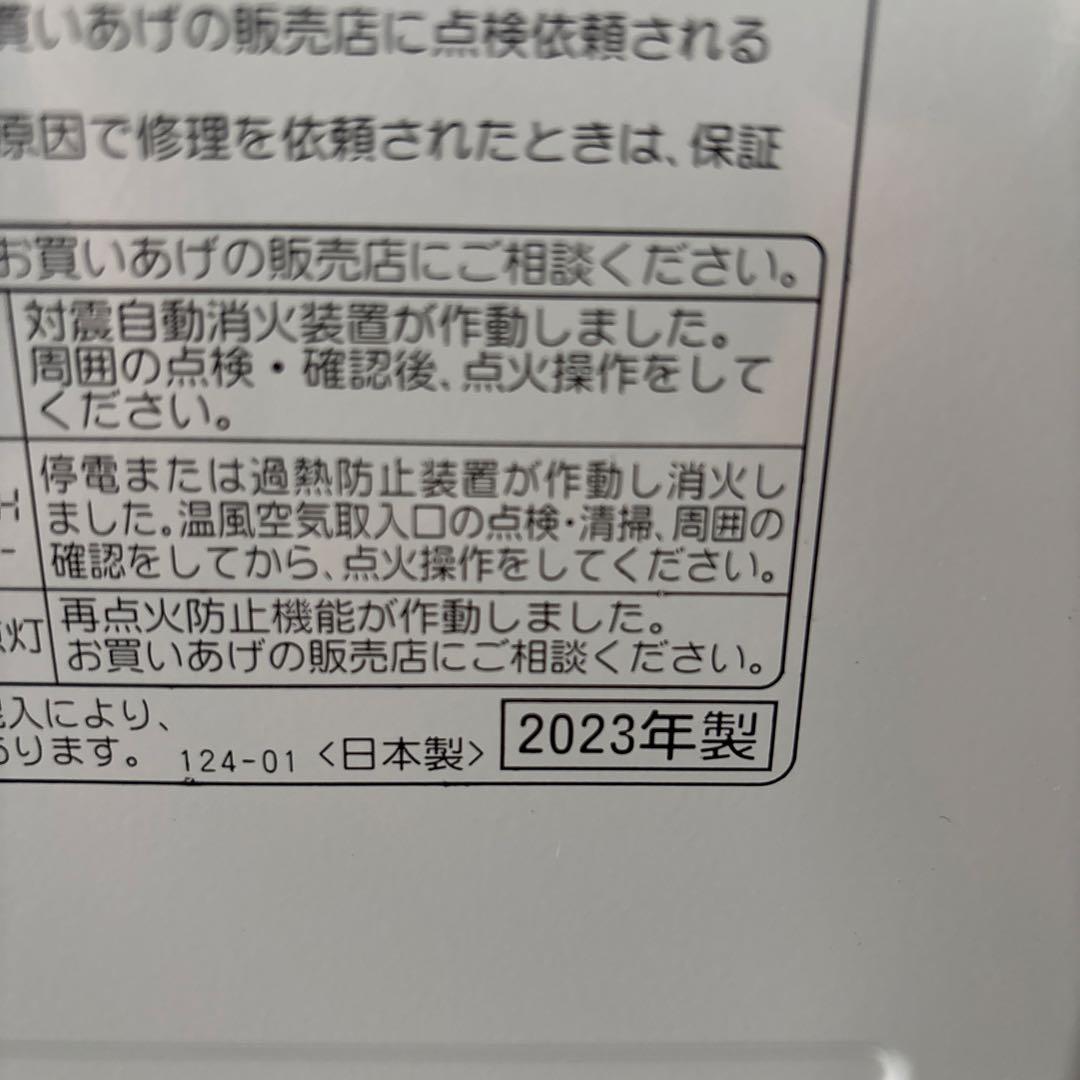 買いあげの販売店に点検依頼される
原因で修理を依頼されたときは、保証
お買いあげの販売店にご相談ください。
対震自動消火装置が作動しました。
周囲の点検・確認後、点火操作をして
ください。
停電または過熱防止装置が作動し消火し
ました。温風空気取入口の点検・清掃、周囲の
確認をしてから、点火操作をしてください。
H
灯
再点火防止機能が作動しました。
お買いあげの販売店にご相談ください。
入により、
あります。 124-01 <日本製> 2023年製